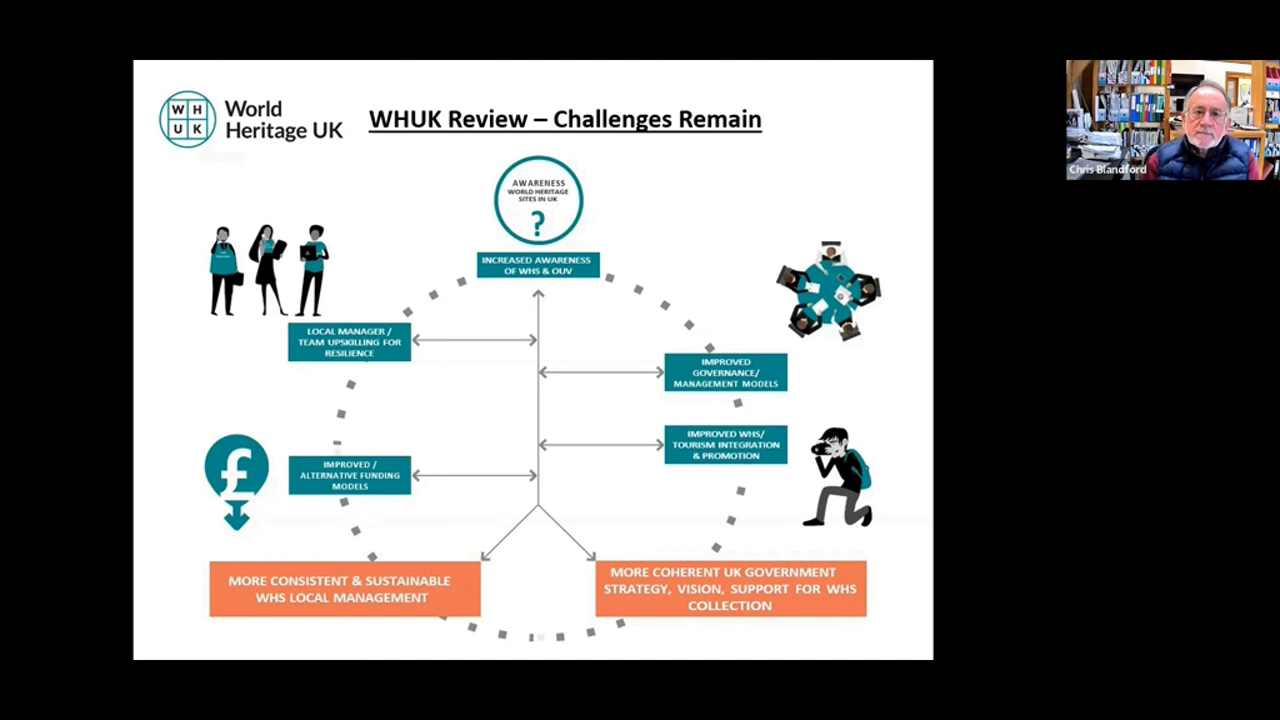 W H
U K
World
Heritage UK
WHUK Review – Challenges Remain
Chris Blandford
AWARENESS
WORLD HERITAGE
SITES IN UK
?
INCREASED AWARENESS
OF WHS & OUV
LOCAL MANAGER /
TEAM UPSKILLING FOR
RESILIENCE
IMPROVED
GOVERNANCE/
MANAGEMENT MODELS
IMPROVED WHS/
TOURISM INTEGRATION
& PROMOTION
£
IMPROVED /
ALTERNATIVE FUNDING
MODELS
MORE CONSISTENT & SUSTAINABLE
WHS LOCAL MANAGEMENT
MORE COHERENT UK GOVERNMENT
STRATEGY, VISION, SUPPORT FOR WHS
COLLECTION